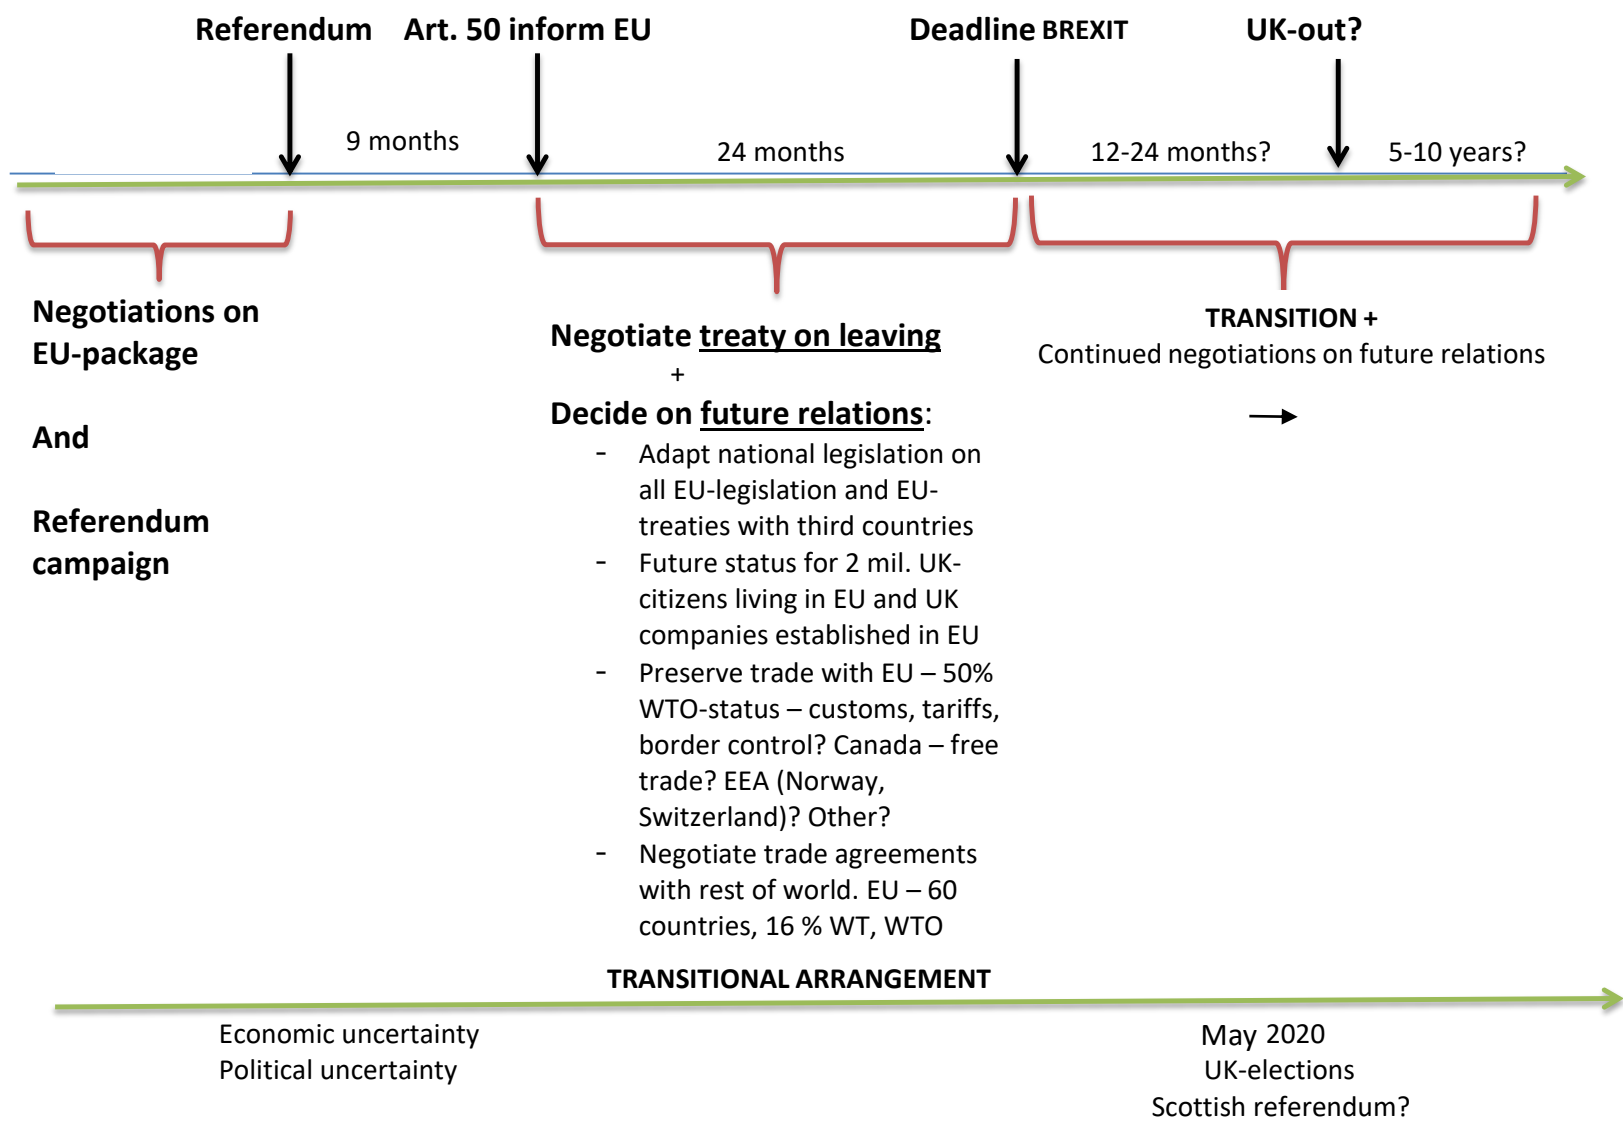 Referendum
Art. 50 inform EU
Deadline BREXIT
UK-out?
9 months
24 months
12-24 months?
5-10 years?
Negotiations on
EU-package
And
Referendum
campaign
Negotiate treaty on leaving
+
Decide on future relations:
- Adapt national legislation on
all EU-legislation and EU-
treaties with third countries
- Future status for 2 mil. UK-
citizens living in EU and UK
companies established in EU
- Preserve trade with EU – 50%
WTO-status – customs, tariffs,
border control? Canada – free
trade? EEA (Norway,
Switzerland)? Other?
- Negotiate trade agreements
with rest of world. EU – 60
countries, 16 % WT, WTO
TRANSITION +
Continued negotiations on future relations
TRANSITIONAL ARRANGEMENT
Economic uncertainty
Political uncertainty
May 2020
UK-elections
Scottish referendum?